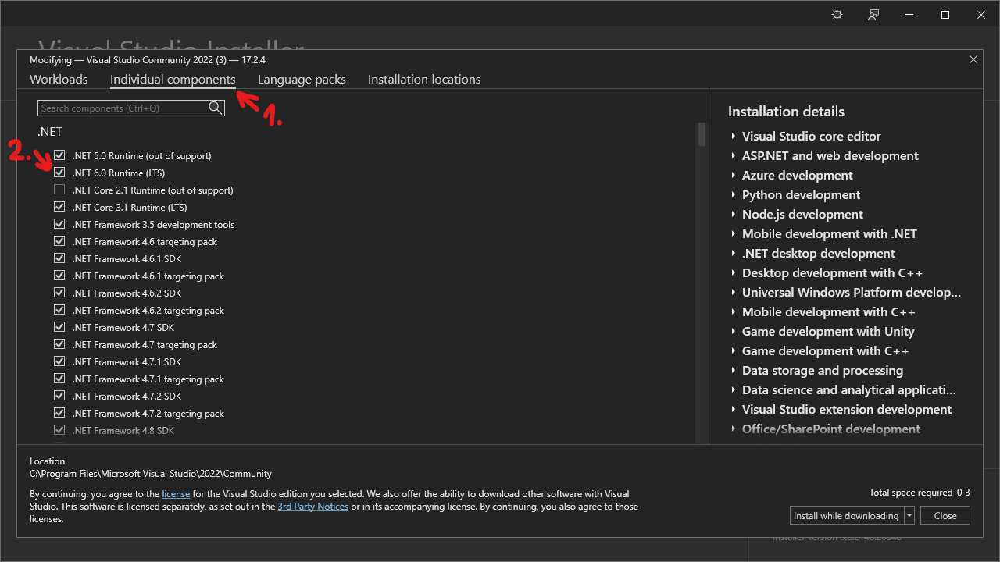 Visual Studio Installer
Modifying — Visual Studio Community 2022 (3) — 17.2.4
Workloads Individual components Language packs Installation locations
Search components (Ctrl+Q)
1.
.NET
2.
.NET 5.0 Runtime (out of support)
.NET 6.0 Runtime (LTS)
.NET Core 2.1 Runtime (out of support)
.NET Core 3.1 Runtime (LTS)
.NET Framework 3.5 development tools
.NET Framework 4.6 targeting pack
.NET Framework 4.6.1 SDK
.NET Framework 4.6.1 targeting pack
.NET Framework 4.6.2 SDK
.NET Framework 4.6.2 targeting pack
.NET Framework 4.7 SDK
.NET Framework 4.7 targeting pack
.NET Framework 4.7.1 SDK
.NET Framework 4.7.1 targeting pack
.NET Framework 4.7.2 SDK
.NET Framework 4.7.2 targeting pack
.NET Framework 4.8 SDK
Installation details
Visual Studio core editor
ASP.NET and web development
Azure development
Python development
Node.js development
Mobile development with .NET
.NET desktop development
Desktop development with C++
Universal Windows Platform develop...
Mobile development with C++
Game development with Unity
Game development with C++
Data storage and processing
Data science and analytical applicati...
Visual Studio extension development
Office/SharePoint development
Location
C:\Program Files\Microsoft Visual Studio\2022\Community
By continuing, you agree to the license for the Visual Studio edition you selected. We also offer the ability to download other software with Visual
Studio. This software is licensed separately, as set out in the 3rd Party Notices or in its accompanying license. By continuing, you also agree to those
licenses.
Total space required 0 B
Install while downloading
Close